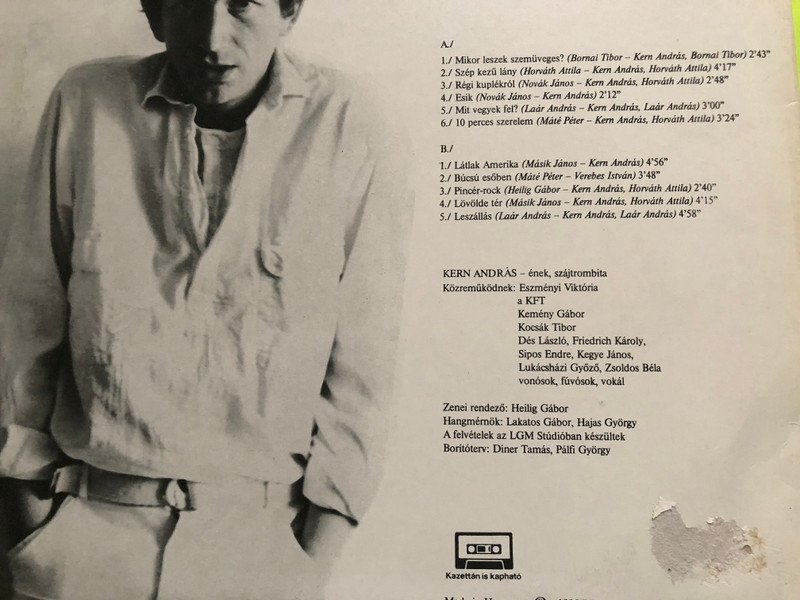 A./
1./ Mikor leszek szemüveges? (Bornai Tibor – Kern András, Bornai Tibor) 2'43"
2./ Szép kezű lány (Horváth Attila – Kern András, Horváth Attila) 4'17"
3./ Régi kuplékról (Novák János – Kern András, Horváth Attila) 2'48"
4./ Esik (Novák János – Kern András) 2'12"
5./ Mit vegyek fel? (Laár András – Kern András, Laár András) 3'00"
6./ 10 perces szerelem (Máté Péter – Kern András, Horváth Attila) 3'24"
B./
1./ Látlak Amerika (Másik János – Kern András) 4'56"
2./ Búcsú esőben (Máté Péter – Verebes István) 3'48"
3./ Pincér-rock (Heilig Gábor – Kern András, Horváth Attila) 2'40"
4./ Lövölde tér (Másik János – Kern András, Horváth Attila) 4'15"
5./ Leszállás (Laár András – Kern András, Laár András) 4'58"
KERN ANDRÁS – ének, szájtrombita
Közreműködnek: Eszményi Viktória
a KFT
Kemény Gábor
Kocsák Tibor
Dés László, Friedrich Károly,
Sipos Endre, Kegye János,
Lukácsházi Győző, Zsoldos Béla
vonósok, fúvósok, vokál
Zenei rendező: Heilig Gábor
Hangmérnök: Lakatos Gábor, Hajas György
A felvételek az LGM Stúdióban készültek
Borítóterv: Diner Tamás, Pálfi György
Kazettán is kapható